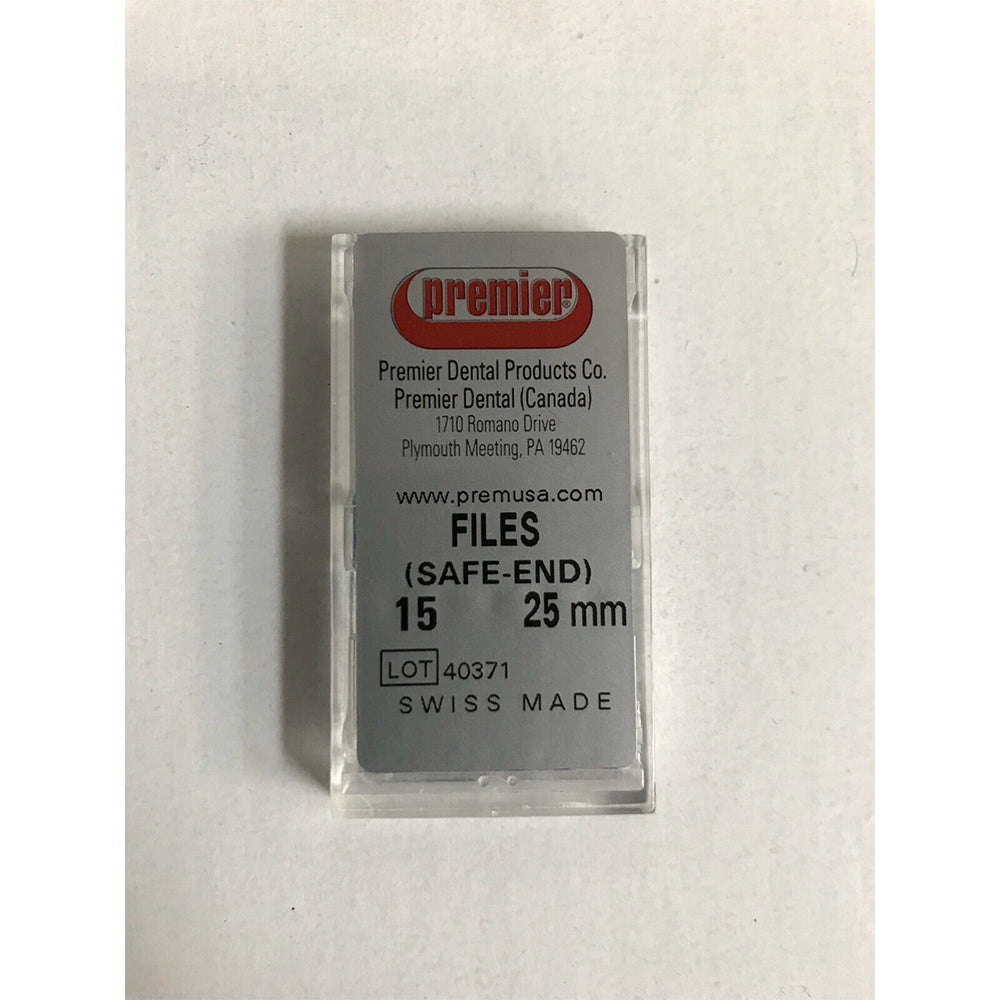 premier®
Premier Dental Products Co.
Premier Dental (Canada)
1710 Romano Drive
Plymouth Meeting, PA 19462
www.premusa.com
FILES
(SAFE-END)
15 25 mm
LOT 40371
SWISS MADE